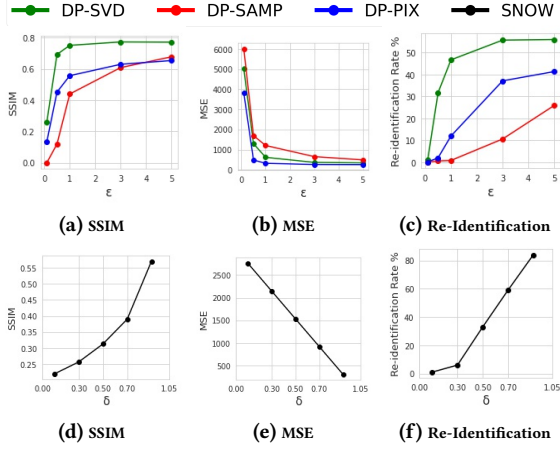 DP-SVD DP-SAMP DP-PIX SNOW
0.8
0.6
0.4
0.2
0.0
SSIM
0 1 2 3 4 5
ε
6000
5000
4000
3000
2000
1000
0
MSE
0 1 2 3 4 5
ε
50
40
30
20
10
0
Re-identification Rate %
0 1 2 3 4 5
ε
(a) SSIM (b) MSE (c) Re-Identification
0.55
0.50
0.45
0.40
0.35
0.30
0.25
SSIM
0.00 0.30 0.50 0.70 1.05
δ
2500
2000
1500
1000
500
MSE
0.00 0.30 0.50 0.70 1.05
δ
80
60
40
20
0
Re-identification Rate %
0.00 0.30 0.50 0.70 1.05
δ
(d) SSIM (e) MSE (f) Re-Identification